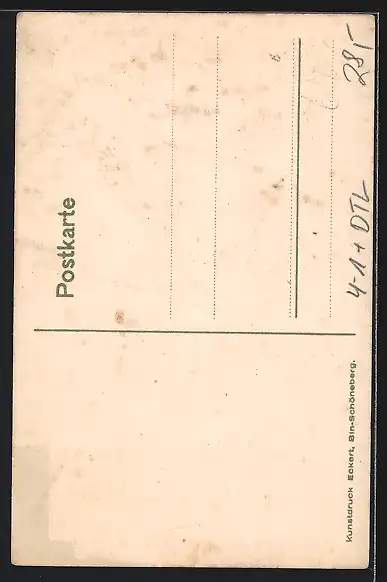 Postkarte
28,-
4-1 + DTL
Kunstdruck Eckert, Bln-Schöneberg.